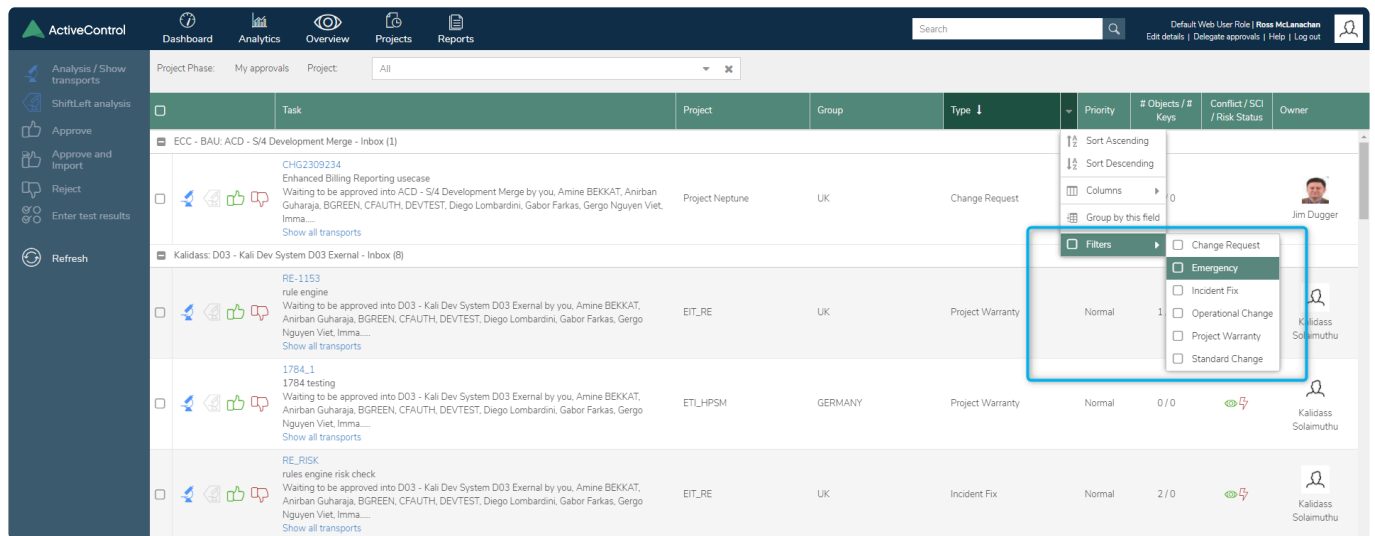 ActiveControl
Dashboard
Analytics
Overview
Projects
Reports
Search
Default Web User Role | Ross McLanachan
Edit details | Delegate approvals | Help | Log out
Analysis / Show
transports
ShiftLeft analysis
Approve
Approve and
Import
Reject
Enter test results
Refresh
Project Phase: My approvals Project: All
Task
Project
Group
Type
Priority
# Objects / #
Keys
Conflict / SCI
/ Risk Status
Owner
ECC - BAU: ACD - S/4 Development Merge - Inbox (1)
CHG2309234
Enhanced Billing Reporting usecase
Waiting to be approved into ACD - S/4 Development Merge by you, Amine BEKKAT, Anirban
Guharaja, BGREEN, CFAUTH, DEVTEST, Diego Lombardini, Gabor Farkas, Gergo Nguyen Viet,
Imma.....
Show all transports
Project Neptune
UK
Change Request
/ 0
Jim Dugger
Sort Ascending
Sort Descending
Columns
Group by this field
Filters
Change Request
Emergency
Incident Fix
Operational Change
Project Warranty
Standard Change
Kalidass: D03 - Kali Dev System D03 Exernal - Inbox (8)
RE-1153
rule engine
Waiting to be approved into D03 - Kali Dev System D03 Exernal by you, Amine BEKKAT,
Anirban Guharaja, BGREEN, CFAUTH, DEVTEST, Diego Lombardini, Gabor Farkas, Gergo
Nguyen Viet, Imma.....
Show all transports
EIT_RE
UK
Project Warranty
Normal
1
Kalidass
Solaimuthu
1784_1
1784 testing
Waiting to be approved into D03 - Kali Dev System D03 Exernal by you, Amine BEKKAT,
Anirban Guharaja, BGREEN, CFAUTH, DEVTEST, Diego Lombardini, Gabor Farkas, Gergo
Nguyen Viet, Imma.....
Show all transports
ETI_HPSM
GERMANY
Project Warranty
Normal
0 / 0
Kalidass
Solaimuthu
RE_RISK
rules engine risk check
Waiting to be approved into D03 - Kali Dev System D03 Exernal by you, Amine BEKKAT,
Anirban Guharaja, BGREEN, CFAUTH, DEVTEST, Diego Lombardini, Gabor Farkas, Gergo
Nguyen Viet, Imma.....
Show all transports
EIT_RE
UK
Incident Fix
Normal
2 / 0
Kalidass
Solaimuthu